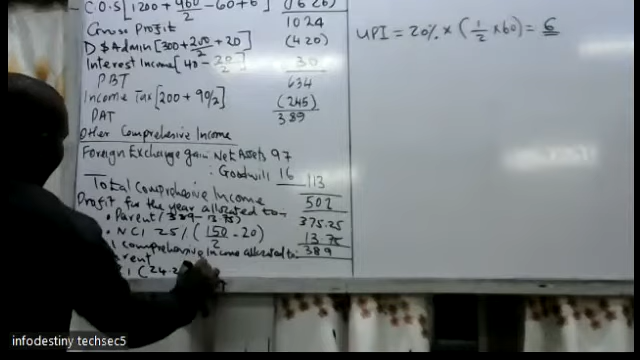 C.O.S [1200 + 460/2 - 60 + 6] (1626)
Gross Profit 1024
D $ Admin [300 + 200/2 + 20] (420)
Interest Income [40 - 20/2] 30
PBT 634
Income Tax [200 + 90/2] (245)
PAT 389
Other Comprehensive Income
Foreign Exchange gain: Net Assets 97
: Goodwill 16 113
Total Comprehensive Income 502
Profit for the year allocated to:-
• Parent (389 - 13.75) 375.25
• NCI 25/ (150/2 - 20) 13.75
comprehensive income allocated to: 389
(24.2
UPI = 20% × (1/2 × 60) = 6
infodestiny techsec5